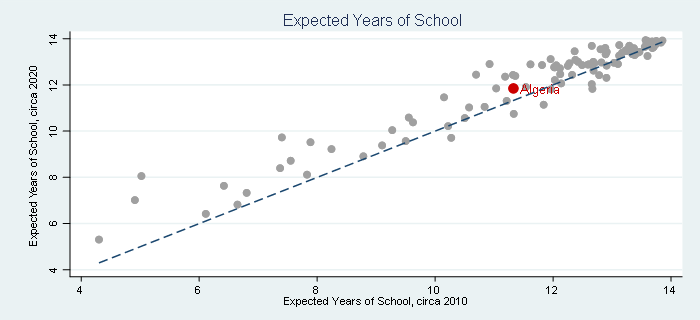 Expected Years of School
Expected Years of School, circa 2020
14
12
10
8
6
4
Algeria
4 6 8 10 12 14
Expected Years of School, circa 2010